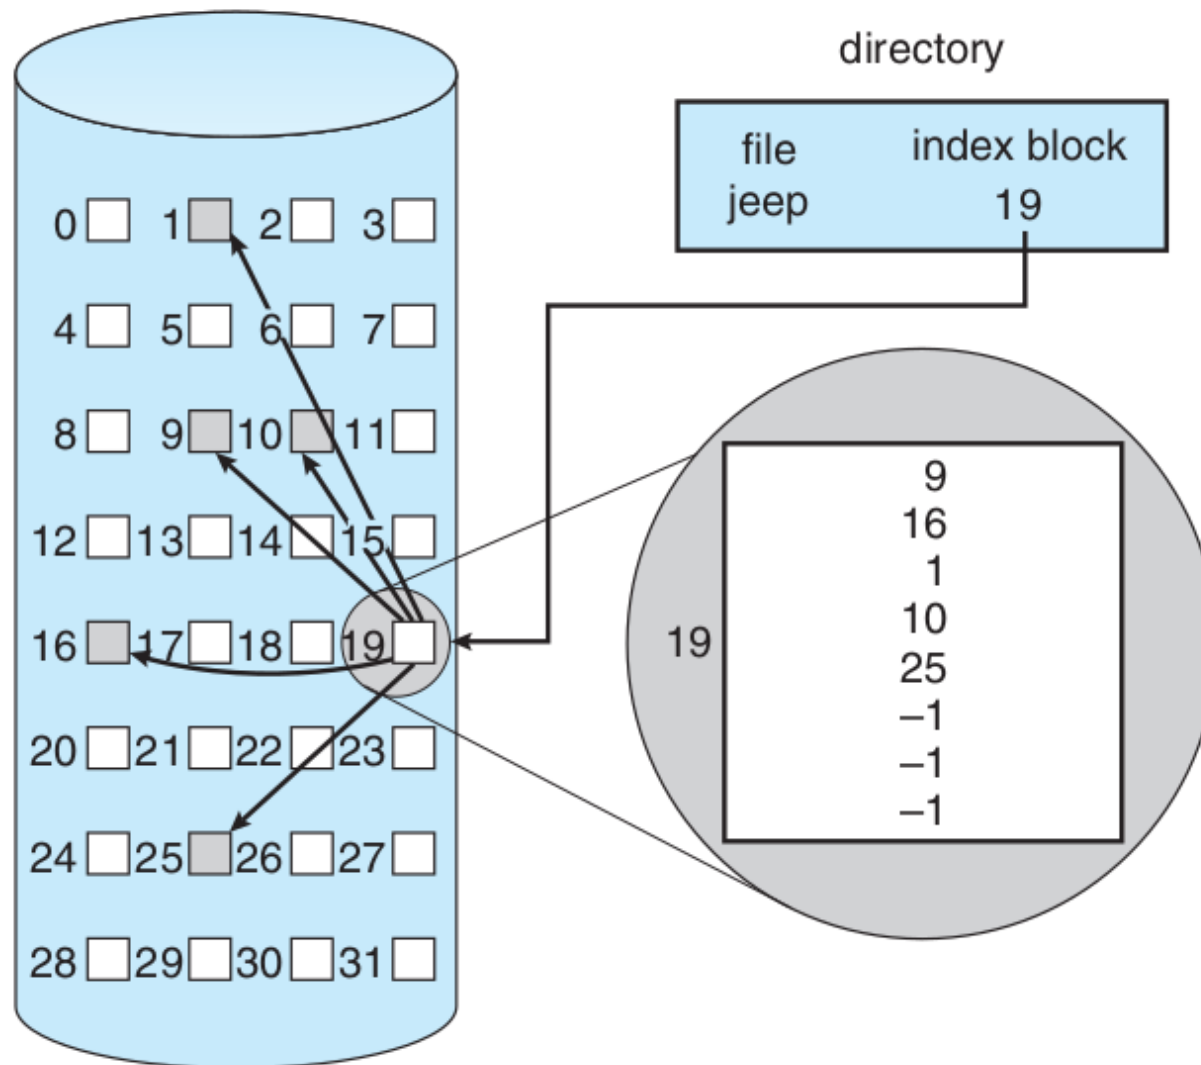 directory
file index block
jeep 19
0 1 2 3
4 5 6 7
8 9 10 11
12 13 14 15
16 17 18 19
20 21 22 23
24 25 26 27
28 29 30 31
19
9
16
1
10
25
–1
–1
–1